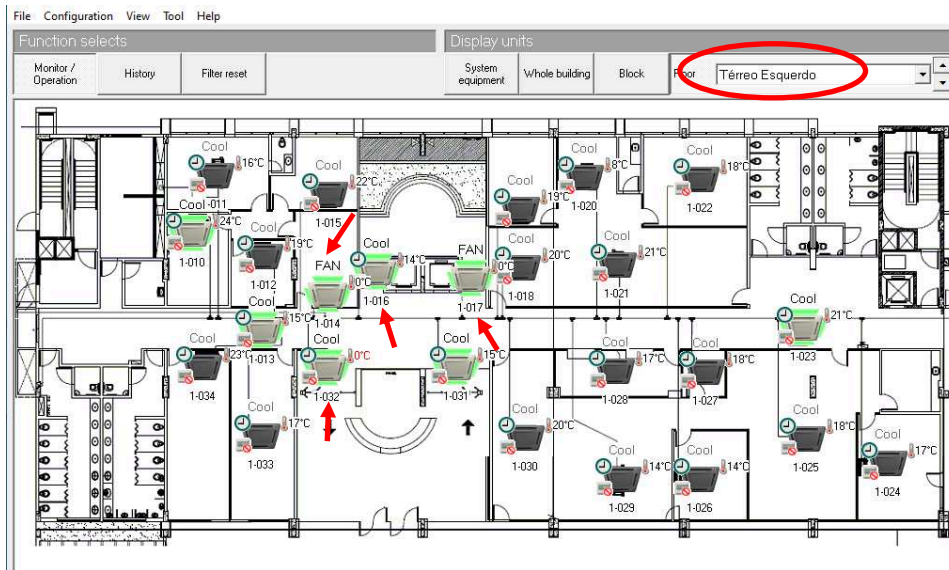 File Configuration View Tool Help
Function selects
Display units
Monitor / Operation
History
Filter reset
System equipment
Whole building
Block
Floor
Térreo Esquerdo
Cool
16°C
011
Cool
22°C
1-015
Cool
24°C
1-010
19°C
1-012
FAN
0°C
1-014
Cool
14°C
1-016
FAN
0°C
1-017
Cool
19°C
Cool
8°C
1-020
Cool
18°C
1-022
Cool
20°C
1-018
Cool
21°C
1-021
Cool
15°C
1-013
21°C
1-023
23°C
1-034
Cool
0°C
1-032
Cool
15°C
1-031
Cool
17°C
1-028
Cool
18°C
1-027
Cool
17°C
1-033
Cool
20°C
1-030
Cool
14°C
1-029
Cool
14°C
1-026
Cool
18°C
1-025
Cool
17°C
1-024